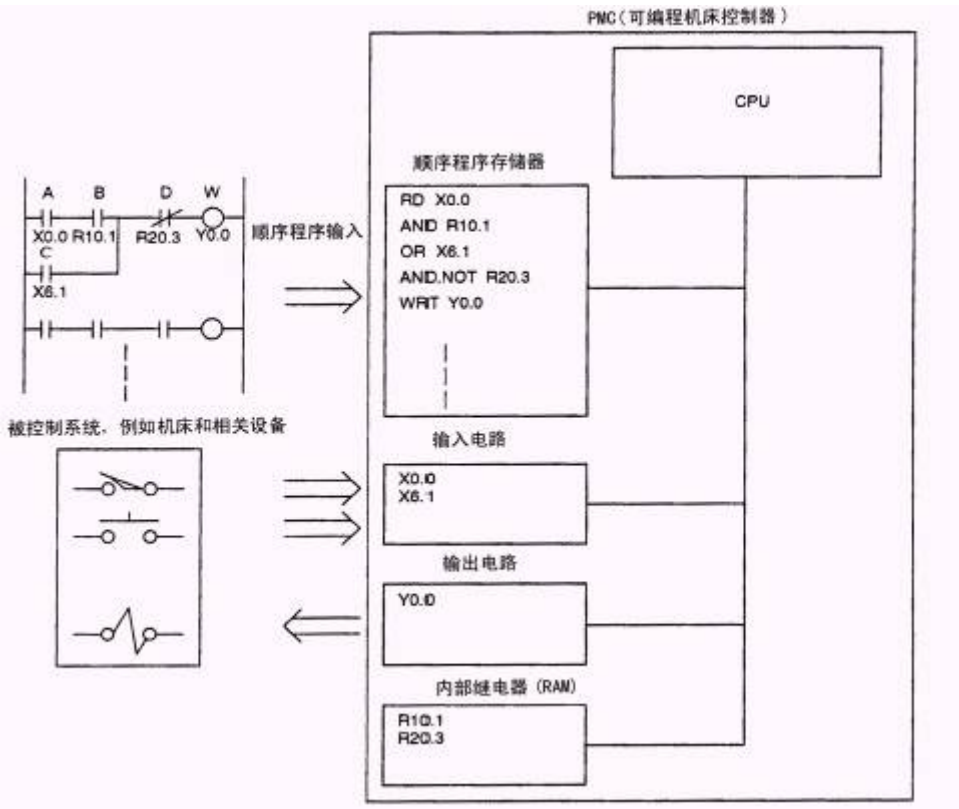 PMC(可编程机床控制器)
CPU
顺序程序存储器
RD X0.0
AND R10.1
OR X6.1
AND.NOT R20.3
WRIT Y0.0
A B D W
X0.0 R10.1 R20.3 Y0.0
C
X6.1
顺序程序输入
被控制系统、例如机床和相关设备
输入电路
X0.0
X6.1
输出电路
Y0.0
内部继电器 (RAM)
R10.1
R20.3